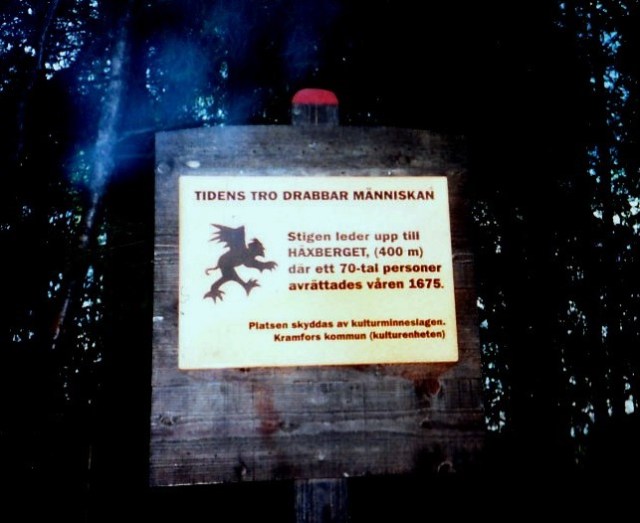 TIDENS TRO DRABBAR MÄNNISKAN
Stigen leder upp till
HÄXBERGET, (400 m)
där ett 70-tal personer
avrättades våren 1675.
Platsen skyddas av kulturminneslagen.
Kramfors kommun (kulturenheten)